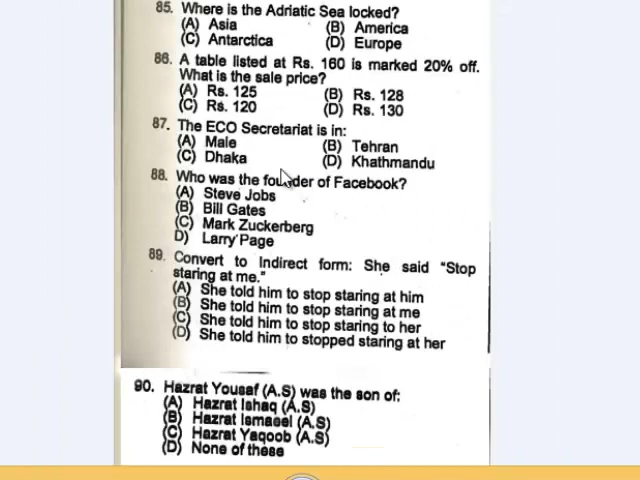 85. Where is the Adriatic Sea locked?
(A) Asia (B) America
(C) Antarctica (D) Europe
86. A table listed at Rs. 160 is marked 20% off.
What is the sale price?
(A) Rs. 125 (B) Rs. 128
(C) Rs. 120 (D) Rs. 130
87. The ECO Secretariat is in:
(A) Male (B) Tehran
(C) Dhaka (D) Khathmandu
88. Who was the founder of Facebook?
(A) Steve Jobs
(B) Bill Gates
(C) Mark Zuckerberg
D) Larry Page
89. Convert to Indirect form: She said "Stop
staring at me."
(A) She told him to stop staring at him
(B) She told him to stop staring at me
(C) She told him to stop staring to her
(D) She told him to stopped staring at her
90. Hazrat Yousaf (A.S) was the son of:
(A) Hazrat Ishaq (A.S)
(B) Hazrat Ismaeel (A.S)
(C) Hazrat Yaqoob (A.S)
(D) None of these